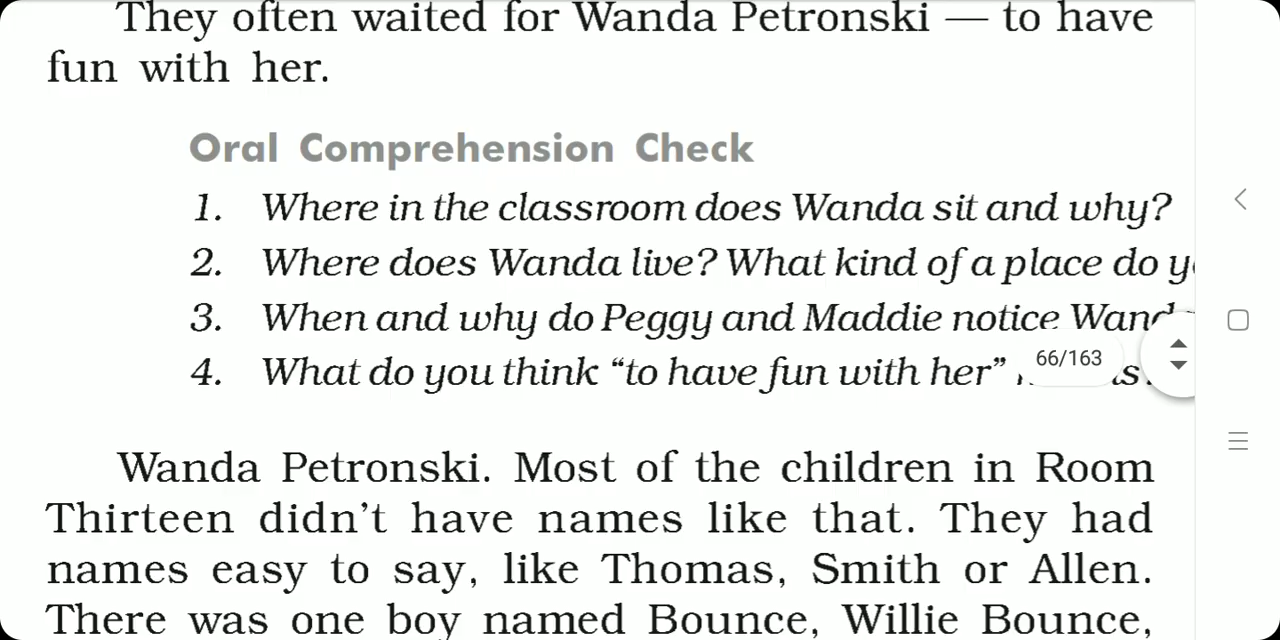 They often waited for Wanda Petronski — to have
fun with her.
Oral Comprehension Check
1. Where in the classroom does Wanda sit and why?
2. Where does Wanda live? What kind of a place do
3. When and why do Peggy and Maddie notice
4. What do you think “to have fun with her”
66/163
Wanda Petronski. Most of the children in Room
Thirteen didn’t have names like that. They had
names easy to say, like Thomas, Smith or Allen.
There was one boy named Bounce, Willie Bounce,